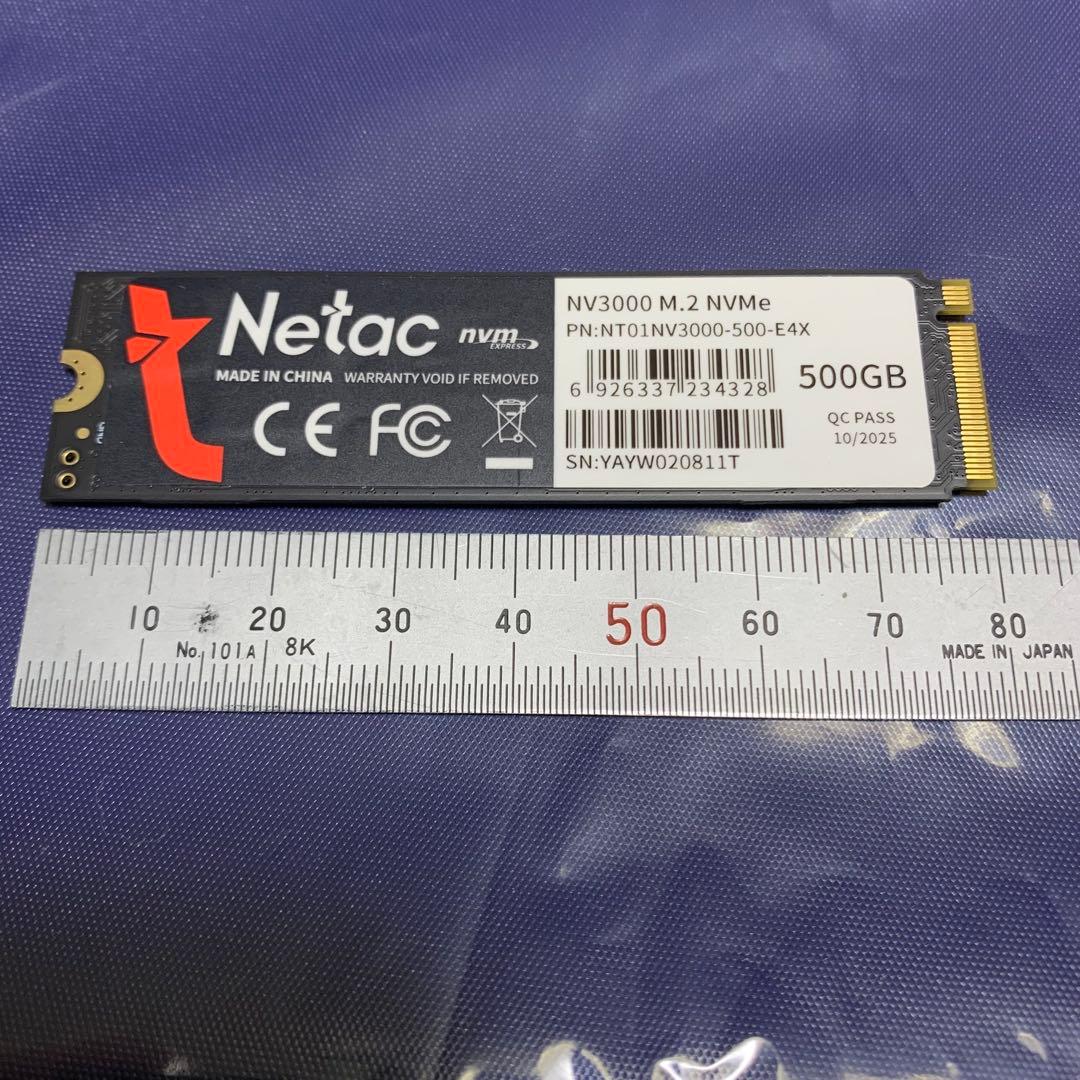 Netac
nvm
EXPRESS
MADE IN CHINA WARRANTY VOID IF REMOVED
CE FC
NV3000 M.2 NVMe
PN:NT01NV3000-500-E4X
6 926337 234328
500GB
QC PASS
10/2025
SN:YAYW020811T
10 20 30 40 50 60 70 80
No. 101A 8K
MADE IN JAPAN